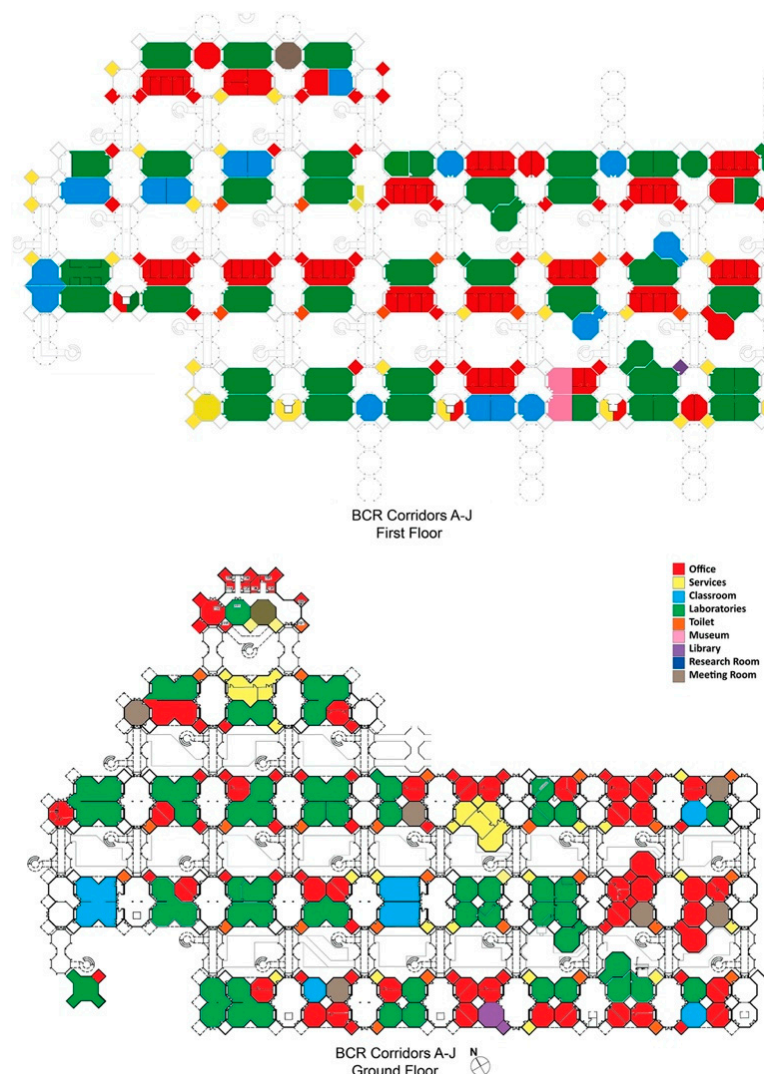 BCR Corridors A-J
First Floor
Office
Services
Classroom
Laboratories
Toilet
Museum
Library
Research Room
Meeting Room
BCR Corridors A-J
Ground Floor
N